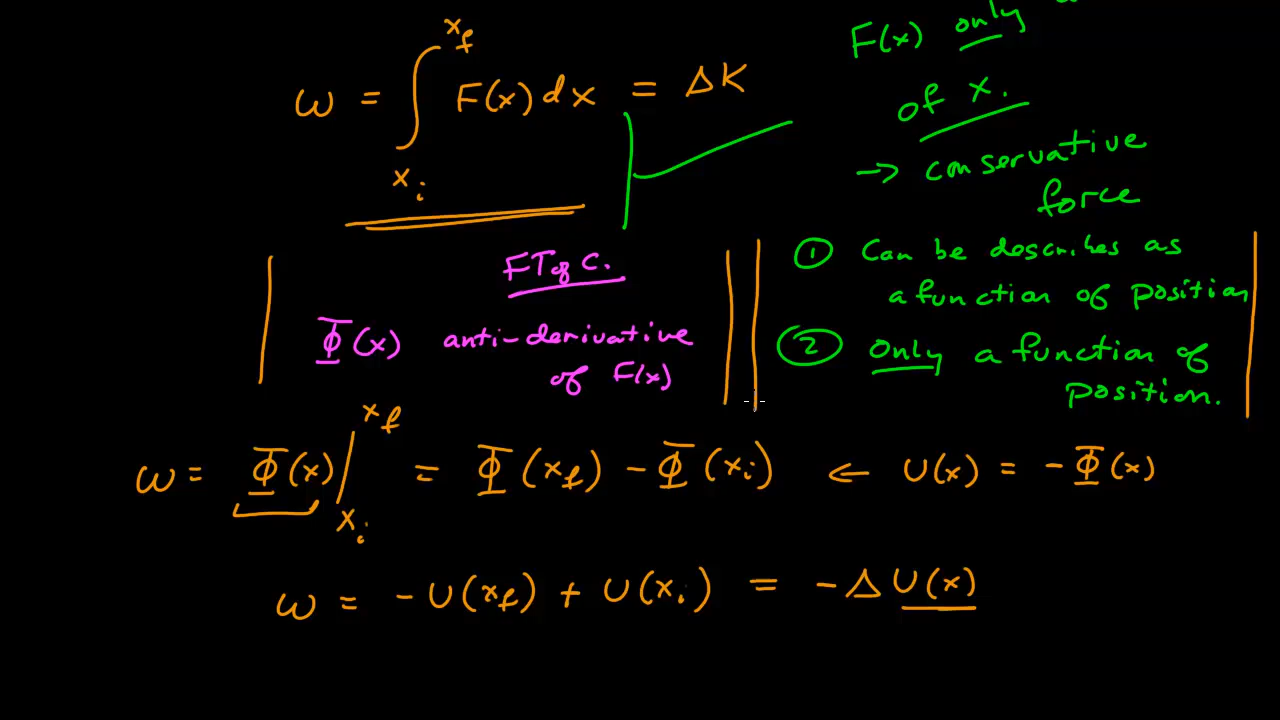 w = ∫ F(x) dx = ΔK
x_f
x_i
F(x) only
of x.
→ conservative
force
FT of C.
Φ(x) anti-derivative
of F(x)
① Can be describes as
a function of position
② only a function of
position.
w = Φ(x) |_{x_i}^{x_f} = Φ(x_f) - Φ(x_i) ← U(x) = -Φ(x)
w = -U(x_f) + U(x_i) = -ΔU(x)